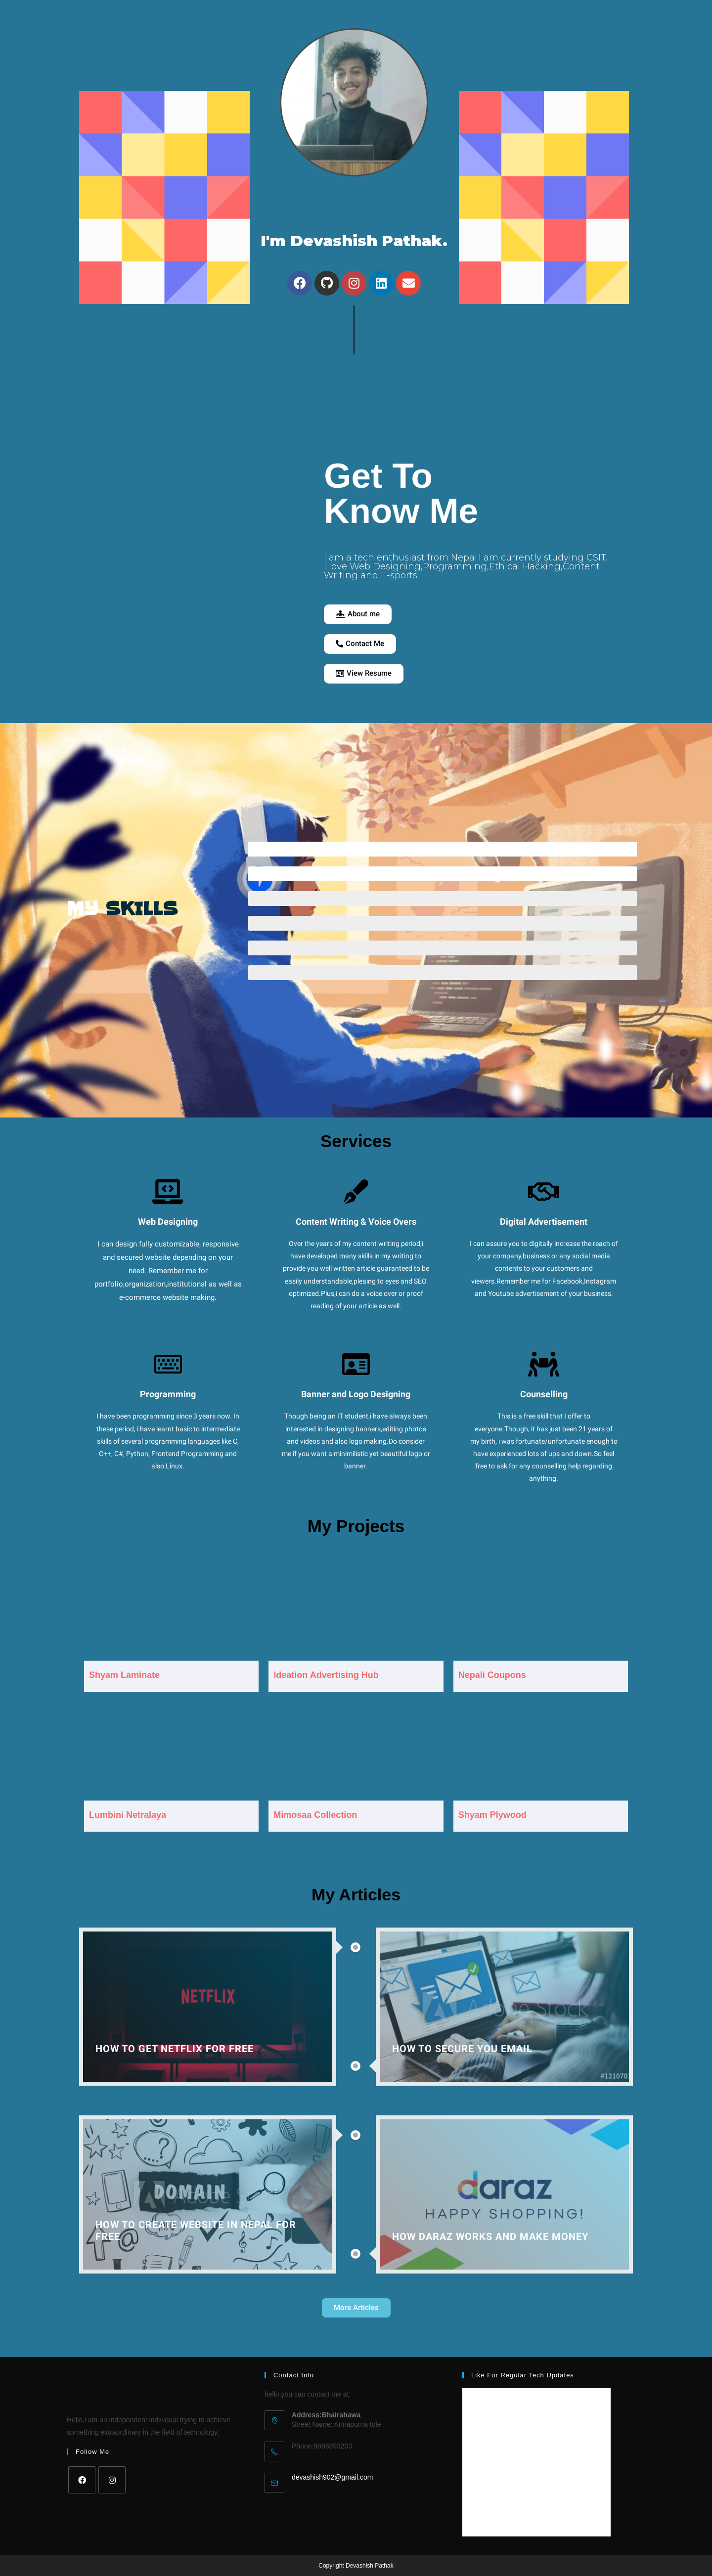 I'm Devashish Pathak.
Get To
Know Me
I am a tech enthusiast from Nepal.I am currently studying CSIT.
I love Web Designing,Programming,Ethical Hacking,Content
Writing and E-sports.
About me
Contact Me
View Resume
MY SKILLS
Services
Web Designing
I can design fully customizable, responsive
and secured website depending on your
need. Remember me for
portfolio,organization,institutional as well as
e-commerce website making.
Content Writing & Voice Overs
Over the years of my content writing period,i
have developed many skills in my writing to
provide you well written article guaranteed to be
easily understandable,pleaing to eyes and SEO
optimized.Plus,i can do a voice over or proof
reading of your article as well.
Digital Advertisement
I can assure you to digitally increase the reach of
your company,business or any social media
contents to your customers and
viewers.Remember me for Facebook,Instagram
and Youtube advertisement of your business.
Programming
I have been programming since 3 years now. In
these period, i have learnt basic to intermediate
skills of several programming languages like C,
C++, C#, Python, Frontend Programming and
also Linux.
Banner and Logo Designing
Though being an IT student,i have always been
interested in designing banners,editing photos
and videos and also logo making.Do consider
me if you want a minimilistic yet beautiful logo or
banner.
Counselling
This is a free skill that I offer to
everyone.Though, it has just been 21 years of
my birth, i was fortunate/unfortunate enough to
have experienced lots of ups and down.So feel
free to ask for any counselling help regarding
anything.
My Projects
Shyam Laminate
Ideation Advertising Hub
Nepali Coupons
Lumbini Netralaya
Mimosaa Collection
Shyam Plywood
My Articles
NETFLIX
HOW TO GET NETFLIX FOR FREE
Adobe Stock
HOW TO SECURE YOU EMAIL
#121070
DOMAIN
HOW TO CREATE WEBSITE IN NEPAL FOR
FREE
daraz
HAPPY SHOPPING!
HOW DARAZ WORKS AND MAKE MONEY
More Articles
Hello,i am an independent individual trying to achieve
something extraordinary in the field of technology.
Follow Me
Contact Info
hello,you can contact me at;
Address:Bhairahawa
Street Name: Annapurna tole
Phone:9866893203
devashish902@gmail.com
Like For Regular Tech Updates
Copyright Devashish Pathak